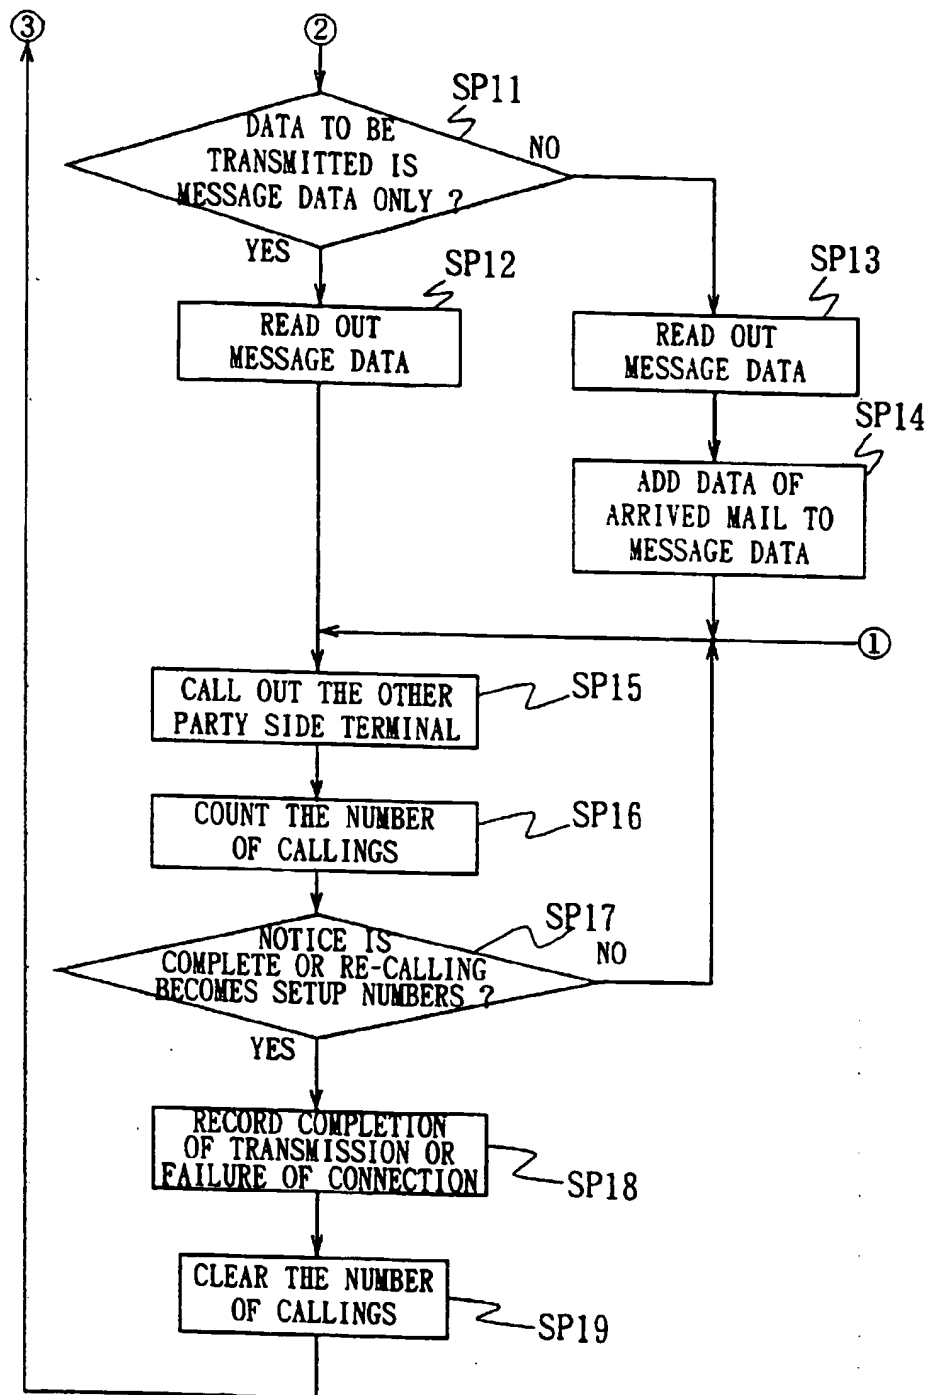 ③
②
SP11
DATA TO BE
TRANSMITTED IS
MESSAGE DATA ONLY ?
NO
YES
SP12
READ OUT
MESSAGE DATA
SP13
READ OUT
MESSAGE DATA
SP14
ADD DATA OF
ARRIVED MAIL TO
MESSAGE DATA
①
CALL OUT THE OTHER
PARTY SIDE TERMINAL
SP15
COUNT THE NUMBER
OF CALLINGS
SP16
SP17
NOTICE IS
COMPLETE OR RE-CALLING
BECOMES SETUP NUMBERS ?
NO
YES
RECORD COMPLETION
OF TRANSMISSION OR
FAILURE OF CONNECTION
SP18
CLEAR THE NUMBER
OF CALLINGS
SP19